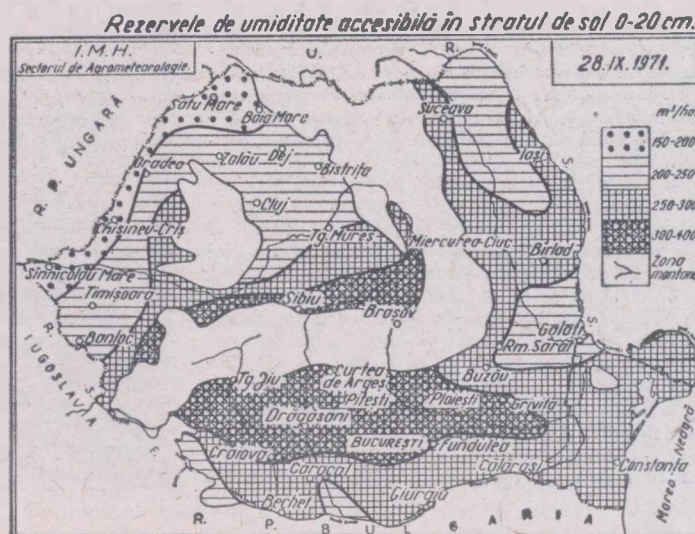 Rezervele de umiditate accesibilă în stratul de sol 0-20 cm.
I.M.H.
Sectorul de Agrometeorologie.
28.IX.1971.
m³/ha
150-200
200-250
250-300
300-400
Zona
montană
U. R. S. S.
R. P. UNGARĂ
Satu Mare
Baia Mare
Suceava
Oradea
Zalău
Dej
Bistrița
Iași
Cluj
Chișineu-Criș
Tg. Mureș
Miercurea-Ciuc
Bîrlad
Sînnicolau Mare
Timișoara
Sibiu
Brașov
Galați
Banloc
Rm. Sărat
R. S. F. IUGOSLAVIA
Tg. Jiu
Curtea
de Argeș
Buzău
Pitești
Ploiești
Grivița
Drăgășani
BUCUREȘTI
Fundulea
Craiova
Caracal
Călărași
Constanța
Bechet
Giurgiu
Marea Neagră
R. P. BULGARIA